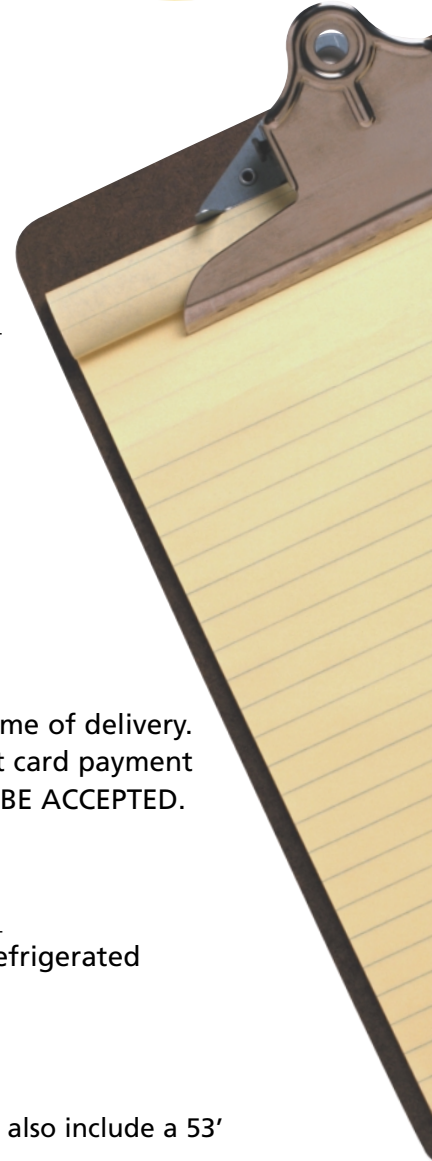 me of delivery.
t card payment
BE ACCEPTED.
efrigerated
also include a 53’